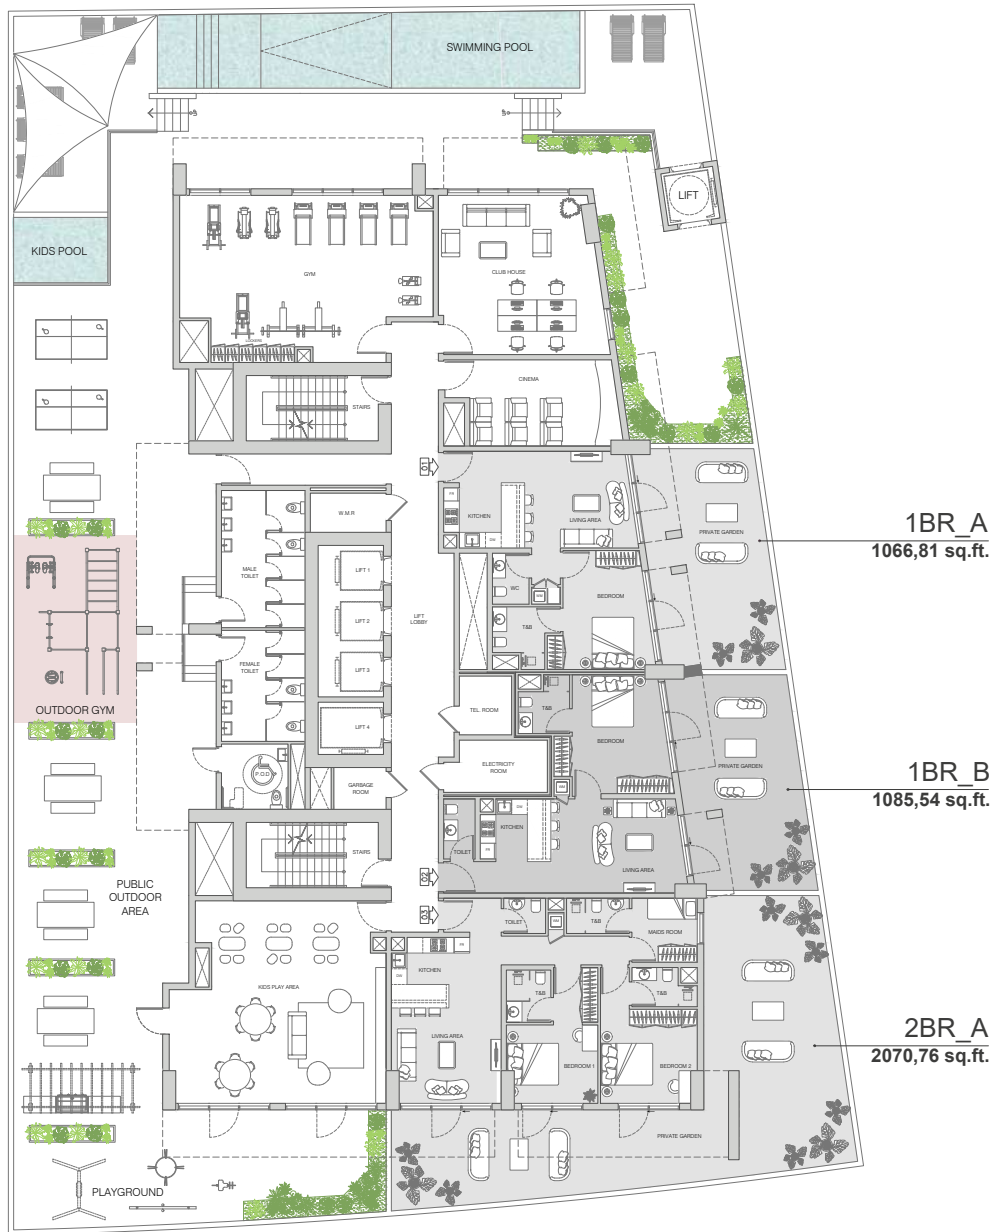 SWIMMING POOL
LIFT
KIDS POOL
GYM
CLUB HOUSE
LOCKERS
CINEMA
STAIRS
01
KITCHEN
LIVING AREA
PRIVATE GARDEN
1BR_A
1066,81 sq.ft.
W.M.R
MALE
TOILET
LIFT 1
LIFT 2
LIFT 3
LIFT 4
LIFT
LOBBY
WC
BEDROOM
T&B
FEMALE
TOILET
OUTDOOR GYM
TEL. ROOM
T&B
BEDROOM
PRIVATE GARDEN
1BR_B
1085,54 sq.ft.
P.O.D
GARBAGE
ROOM
ELECTRICITY
ROOM
KITCHEN
TOILET
LIVING AREA
STAIRS
02
03
PUBLIC
OUTDOOR
AREA
TOILET
T&B
MAIDS ROOM
KITCHEN
T&B
T&B
KIDS PLAY AREA
LIVING AREA
BEDROOM 1
BEDROOM 2
2BR_A
2070,76 sq.ft.
PRIVATE GARDEN
PLAYGROUND